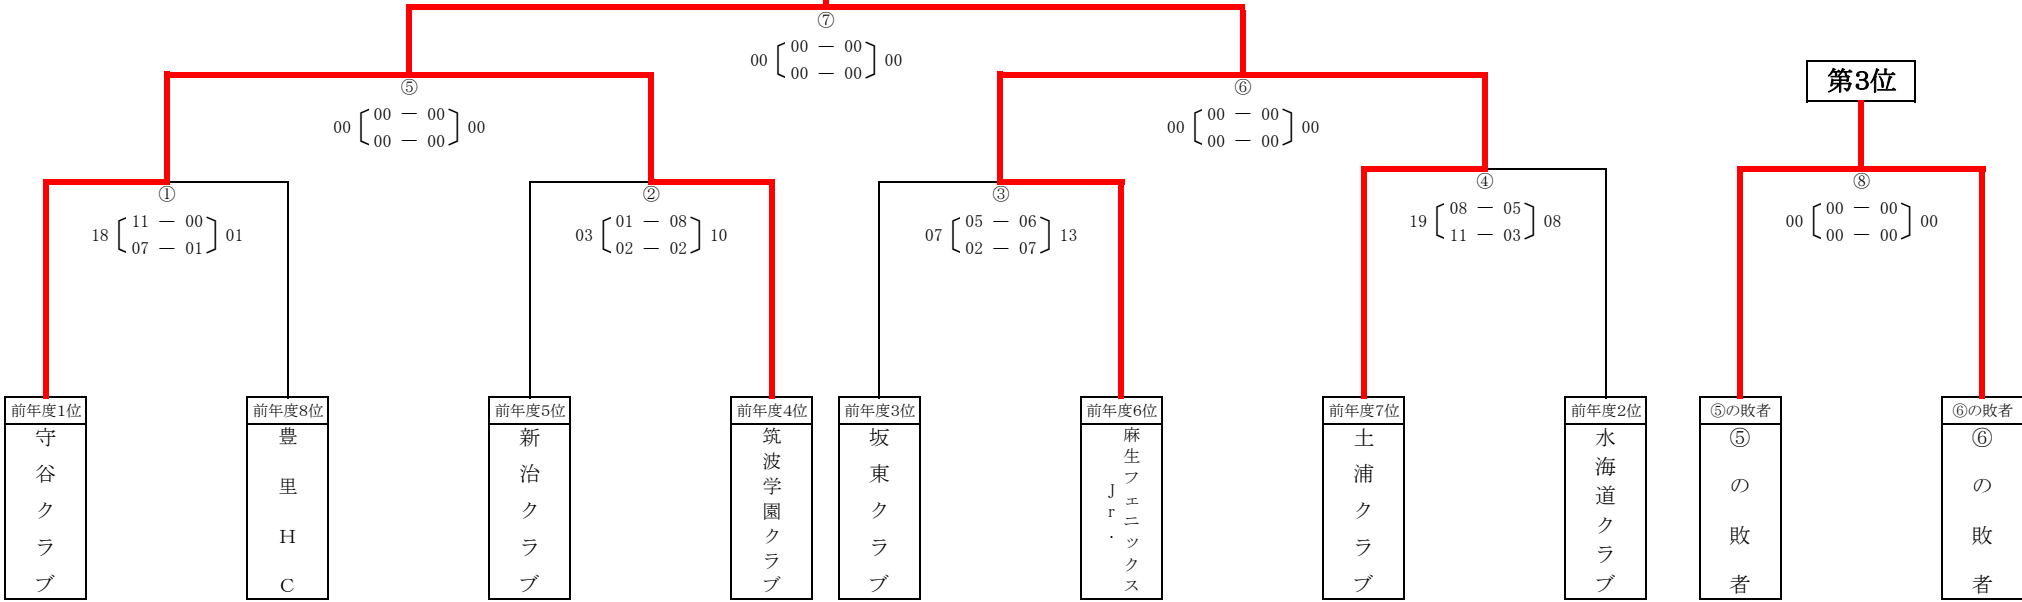 ⑦
00 00 － 00 00
00 － 00
第3位
⑤
00 00 － 00 00
00 － 00
⑥
00 00 － 00 00
00 － 00
①
18 11 － 00 01
07 － 01
②
03 01 － 08 10
02 － 02
③
07 05 － 06 13
02 － 07
④
19 08 － 05 08
11 － 03
⑧
00 00 － 00 00
00 － 00
前年度1位
守谷クラブ
前年度8位
豊里HC
前年度5位
新治クラブ
前年度4位
筑波学園クラブ
前年度3位
坂東クラブ
前年度6位
麻生フェニックス
Jr.
前年度7位
土浦クラブ
前年度2位
水海道クラブ
⑤の敗者
⑤の敗者
⑥の敗者
⑥の敗者